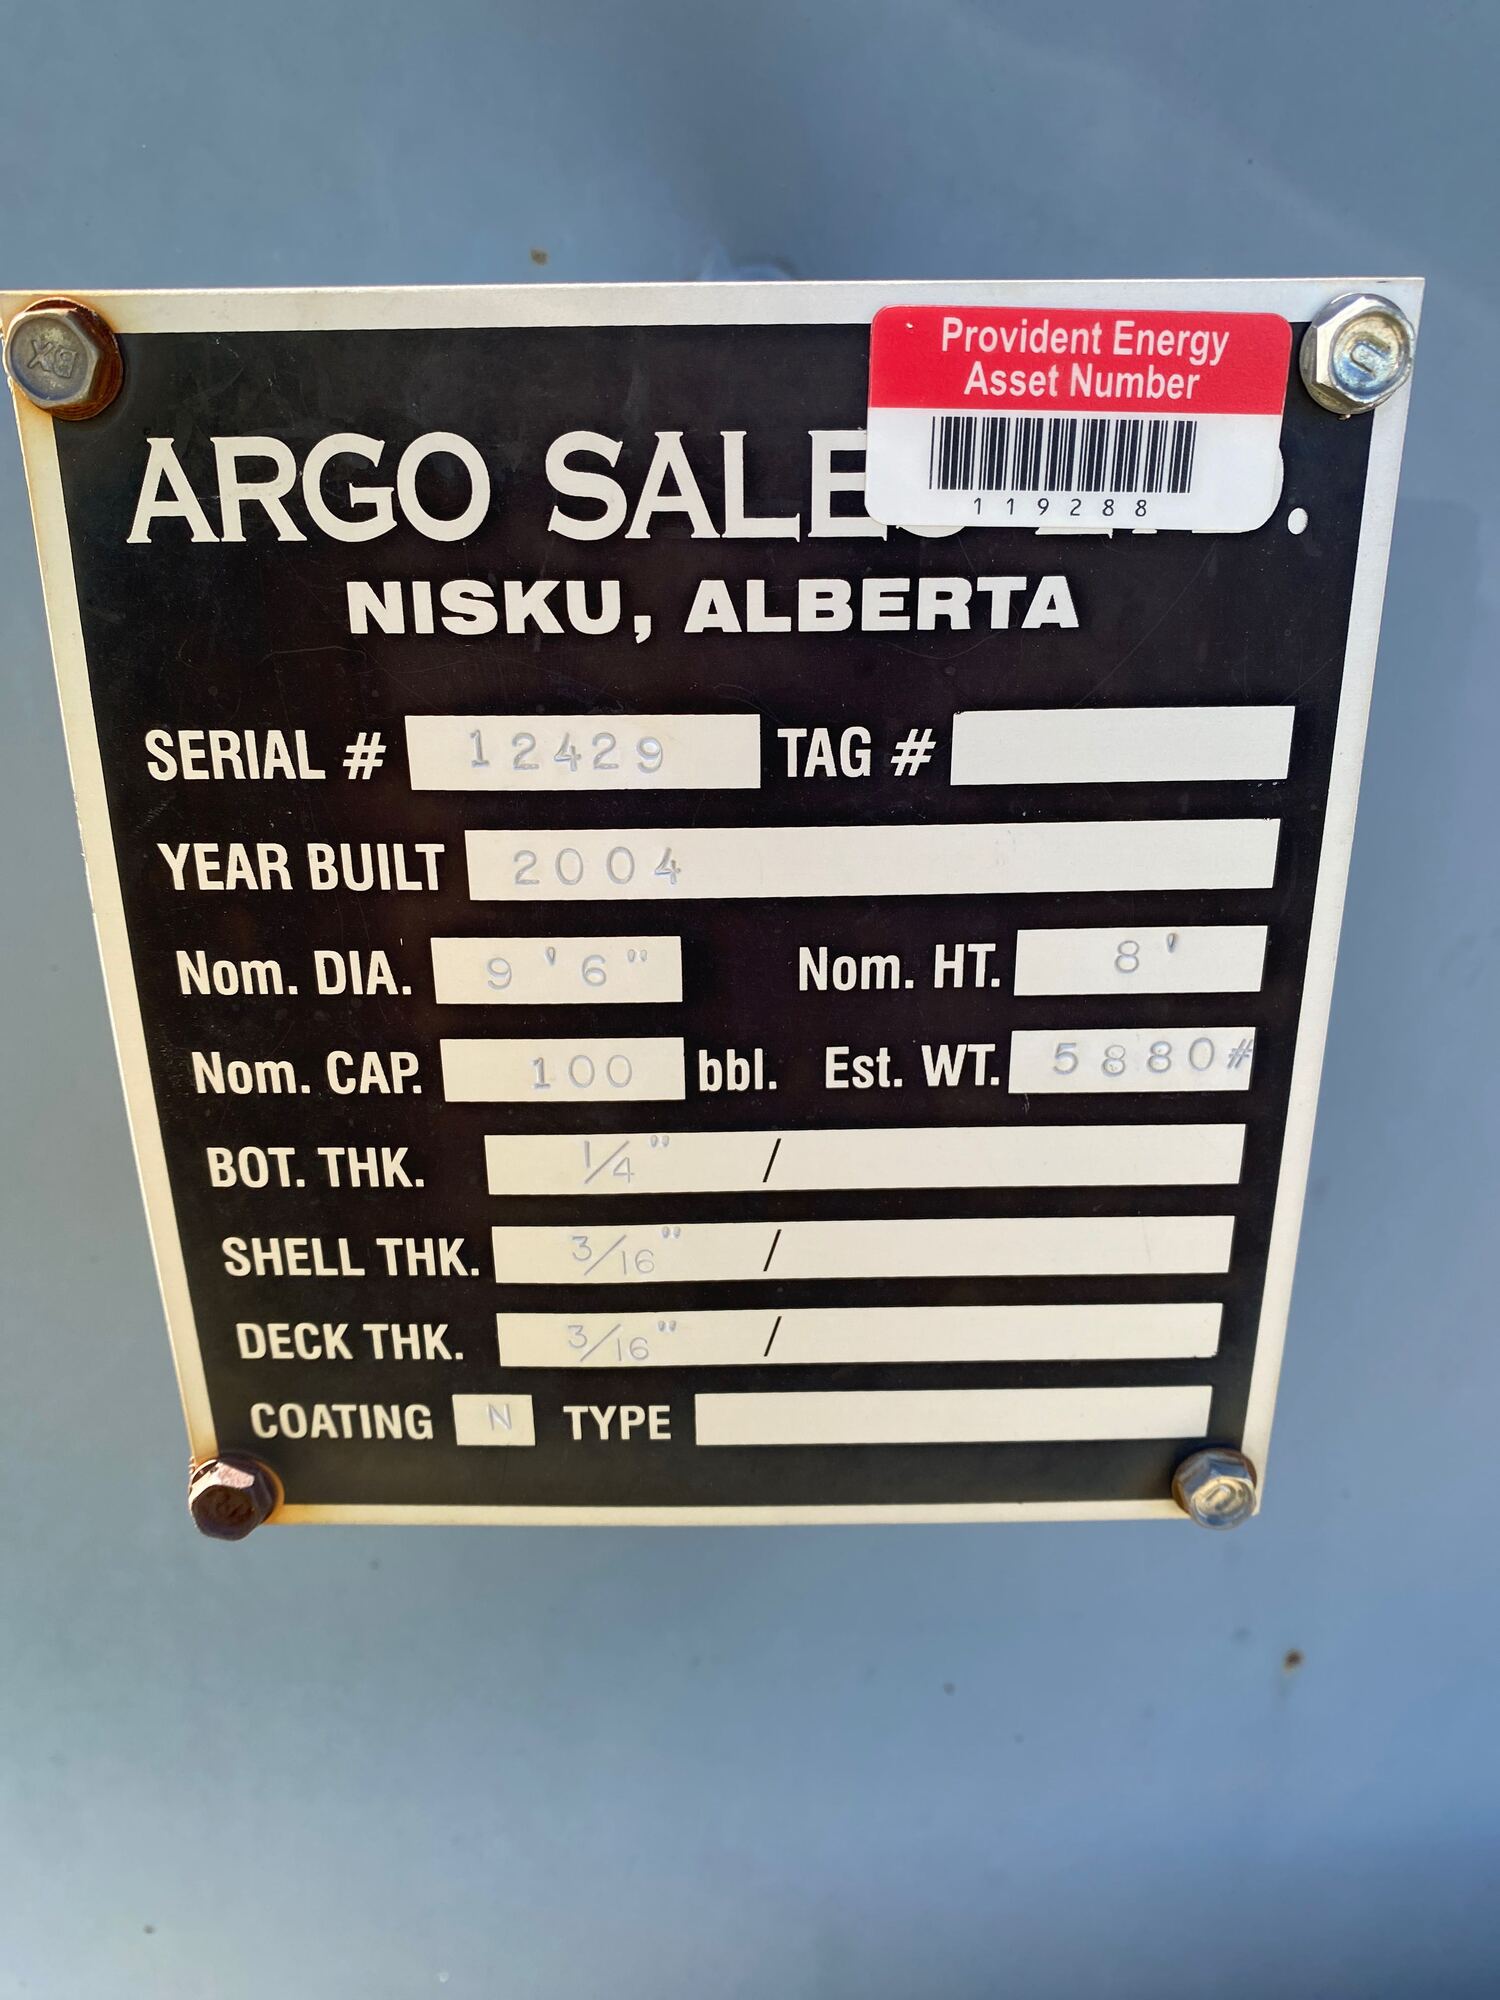 Provident Energy
Asset Number
119288
ARGO SALES LTD.
NISKU, ALBERTA
SERIAL # 12429 TAG #
YEAR BUILT 2004
Nom. DIA. 9'6" Nom. HT. 8'
Nom. CAP. 100 bbl. Est. WT. 5880#
BOT. THK. 1/4" /
SHELL THK. 3/16" /
DECK THK. 3/16" /
COATING N TYPE